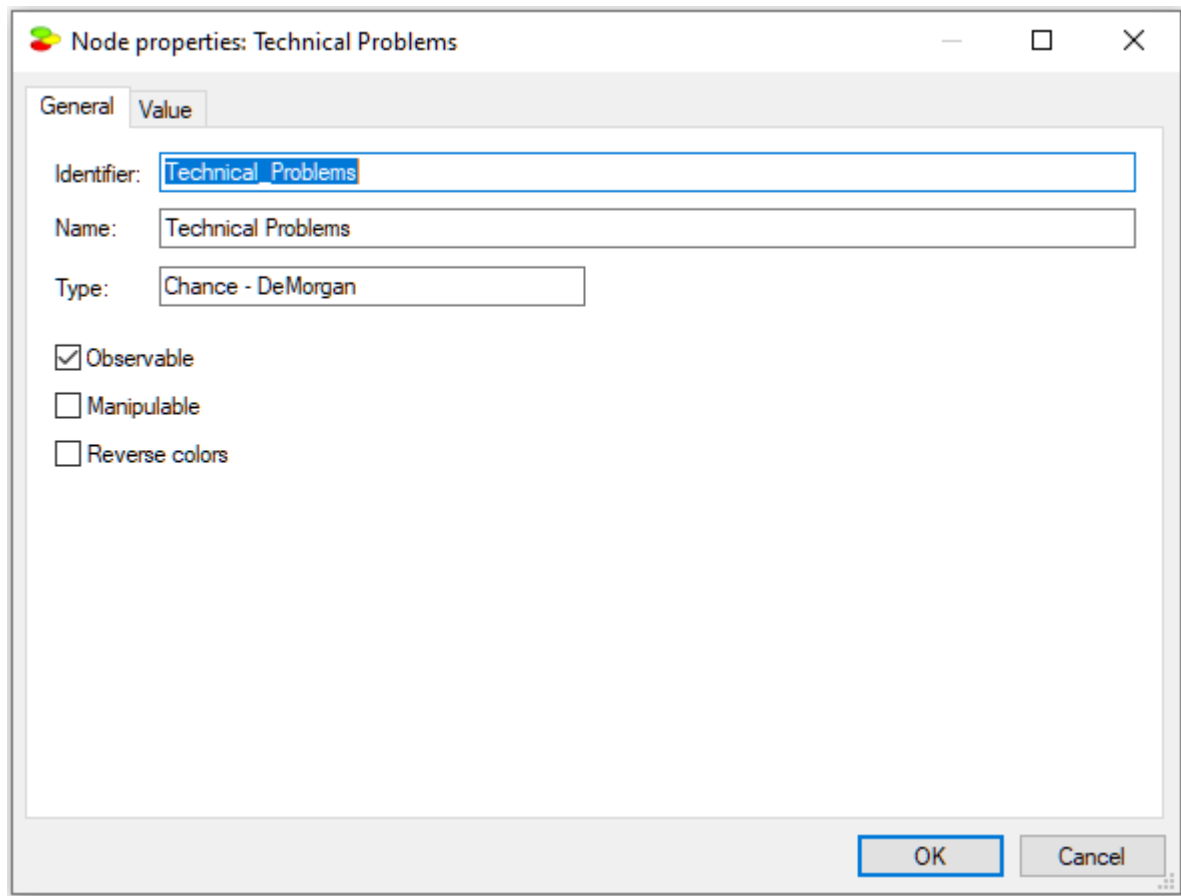 Node properties: Technical Problems
General Value
Identifier: Technical_Problems
Name: Technical Problems
Type: Chance - DeMorgan
Observable
Manipulable
Reverse colors
OK Cancel